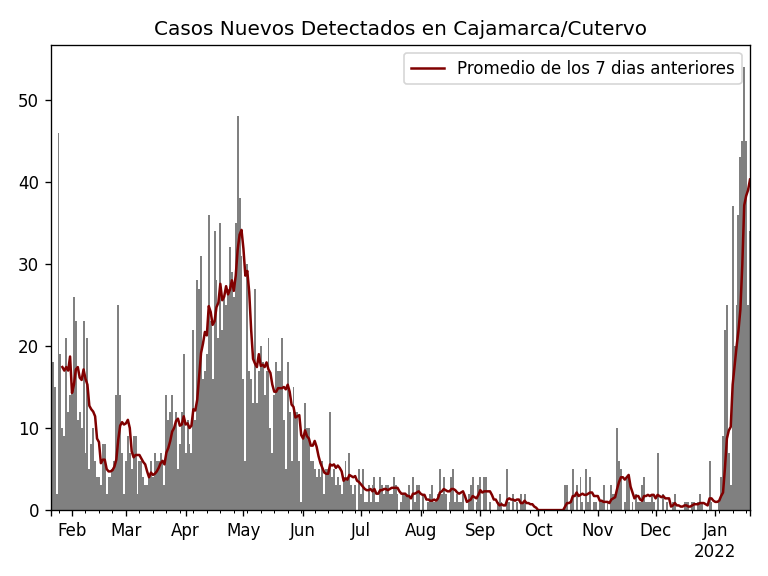 Casos Nuevos Detectados en Cajamarca/Cutervo
Promedio de los 7 dias anteriores
50
40
30
20
10
0
Feb Mar Apr May Jun Jul Aug Sep Oct Nov Dec Jan
2022